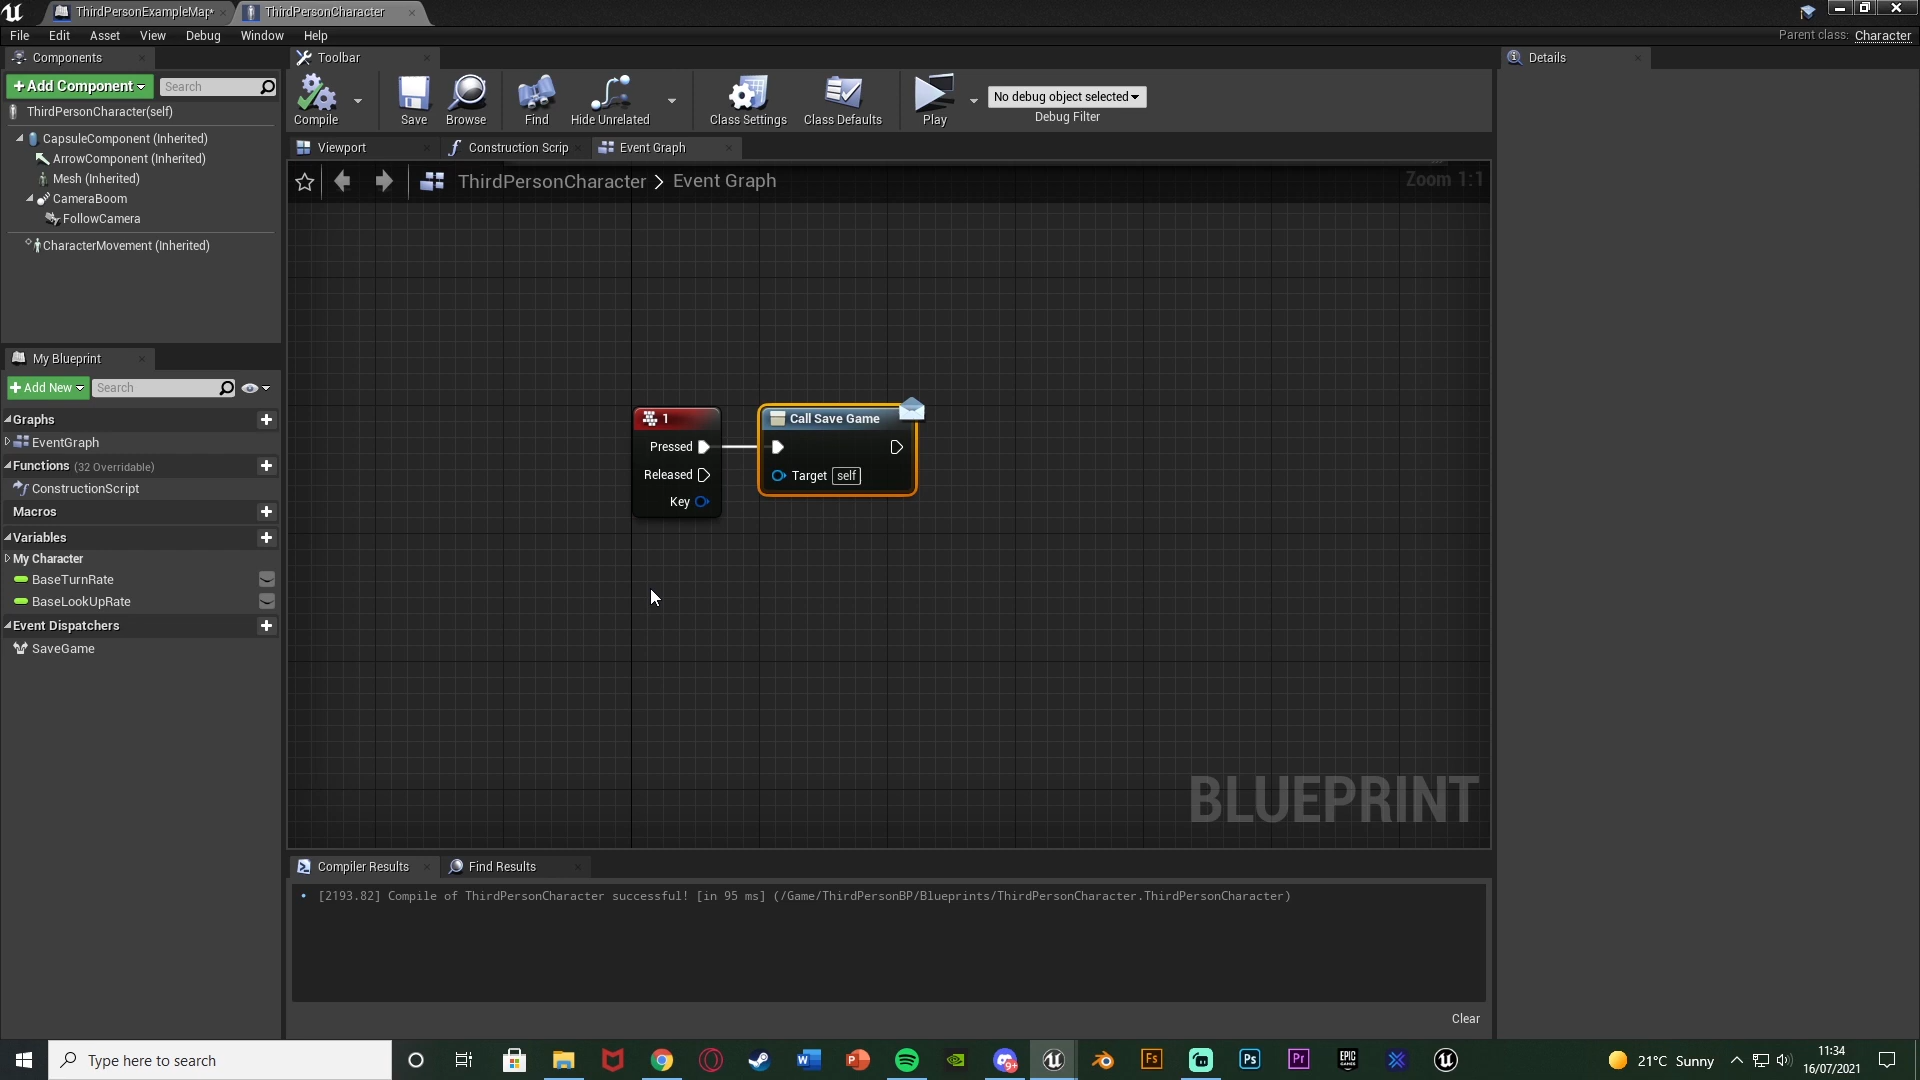 ThirdPersonExampleMap*
ThirdPersonCharacter
File Edit Asset View Debug Window Help
Parent class: Character
Components
Toolbar
Details
+ Add Component
Search
ThirdPersonCharacter(self)
CapsuleComponent (Inherited)
ArrowComponent (Inherited)
Mesh (Inherited)
CameraBoom
FollowCamera
CharacterMovement (Inherited)
Compile
Save
Browse
Find
Hide Unrelated
Class Settings
Class Defaults
Play
No debug object selected
Debug Filter
Viewport
Construction Scrip
Event Graph
ThirdPersonCharacter > Event Graph
Zoom 1:1
My Blueprint
+ Add New
Search
Graphs
EventGraph
Functions (32 Overridable)
ConstructionScript
Macros
Variables
My Character
BaseTurnRate
BaseLookUpRate
Event Dispatchers
SaveGame
1
Pressed
Released
Key
Call Save Game
Target self
BLUEPRINT
Compiler Results
Find Results
[2193.82] Compile of ThirdPersonCharacter successful! [in 95 ms] (/Game/ThirdPersonBP/Blueprints/ThirdPersonCharacter.ThirdPersonCharacter)
Clear
Type here to search
21°C Sunny
11:34
16/07/2021